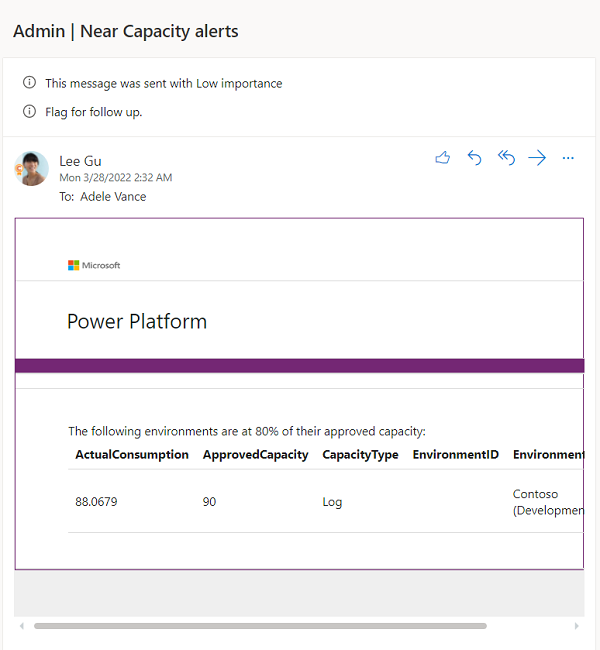 Admin | Near Capacity alerts
This message was sent with Low importance
Flag for follow up.
Lee Gu
Mon 3/28/2022 2:32 AM
To: Adele Vance
Microsoft
Power Platform
The following environments are at 80% of their approved capacity:
ActualConsumption ApprovedCapacity CapacityType EnvironmentID Environment
88.0679 90 Log Contoso
(Developmen